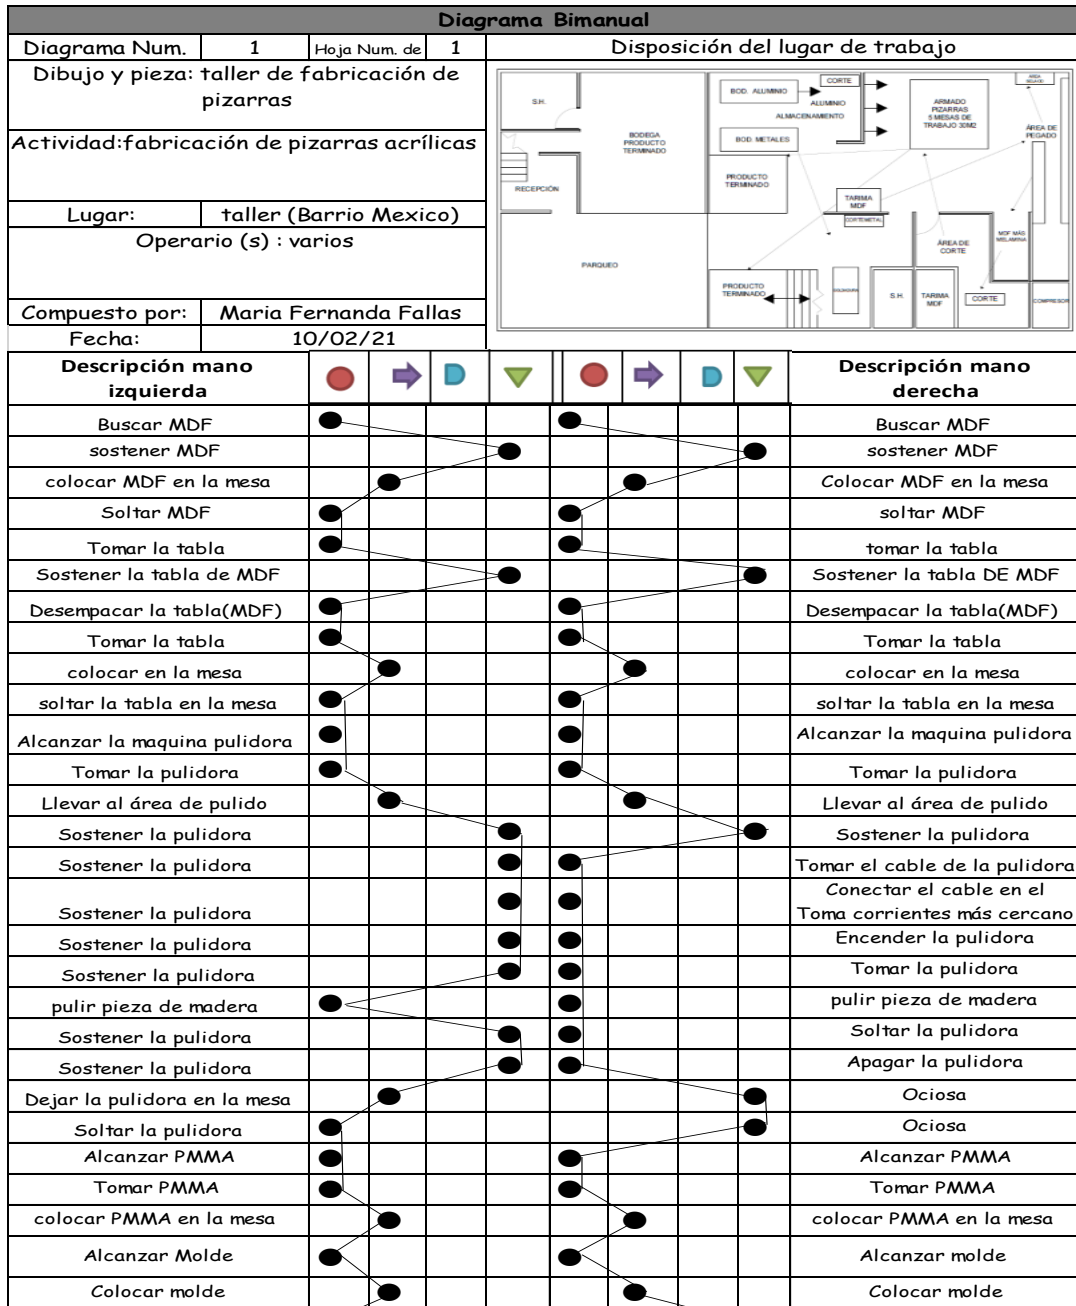 Diagrama Bimanual
Diagrama Num. 1 Hoja Num. de 1 Disposición del lugar de trabajo
Dibujo y pieza: taller de fabricación de
pizarras
Actividad:fabricación de pizarras acrílicas
Lugar: taller (Barrio Mexico)
Operario (s) : varios
Compuesto por: Maria Fernanda Fallas
Fecha: 10/02/21
S.H.
RECEPCIÓN
BODEGA
PRODUCTO
TERMINADO
PARQUEO
BOD. ALUMINIO
CORTE
ALUMINIO
ALMACENAMIENTO
BOD. METALES
PRODUCTO
TERMINADO
ARMADO
PIZARRAS
5 MESAS DE
TRABAJO 30M2
ÁREA DE
PEGADO
TARIMA
MDF
CORTE METAL
ÁREA DE
CORTE
MDF MÁS
MELAMINA
PRODUCTO
TERMINADO
S.H.
TARIMA
MDF
CORTE
COMPRESOR
Descripción mano
izquierda
Descripción mano
derecha
Buscar MDF Buscar MDF
sostener MDF sostener MDF
colocar MDF en la mesa Colocar MDF en la mesa
Soltar MDF soltar MDF
Tomar la tabla tomar la tabla
Sostener la tabla de MDF Sostener la tabla DE MDF
Desempacar la tabla(MDF) Desempacar la tabla(MDF)
Tomar la tabla Tomar la tabla
colocar en la mesa colocar en la mesa
soltar la tabla en la mesa soltar la tabla en la mesa
Alcanzar la maquina pulidora Alcanzar la maquina pulidora
Tomar la pulidora Tomar la pulidora
Llevar al área de pulido Llevar al área de pulido
Sostener la pulidora Sostener la pulidora
Sostener la pulidora Tomar el cable de la pulidora
Sostener la pulidora Conectar el cable en el
Toma corrientes más cercano
Sostener la pulidora Encender la pulidora
Sostener la pulidora Tomar la pulidora
pulir pieza de madera pulir pieza de madera
Sostener la pulidora Soltar la pulidora
Sostener la pulidora Apagar la pulidora
Dejar la pulidora en la mesa Ociosa
Soltar la pulidora Ociosa
Alcanzar PMMA Alcanzar PMMA
Tomar PMMA Tomar PMMA
colocar PMMA en la mesa colocar PMMA en la mesa
Alcanzar Molde Alcanzar molde
Colocar molde Colocar molde